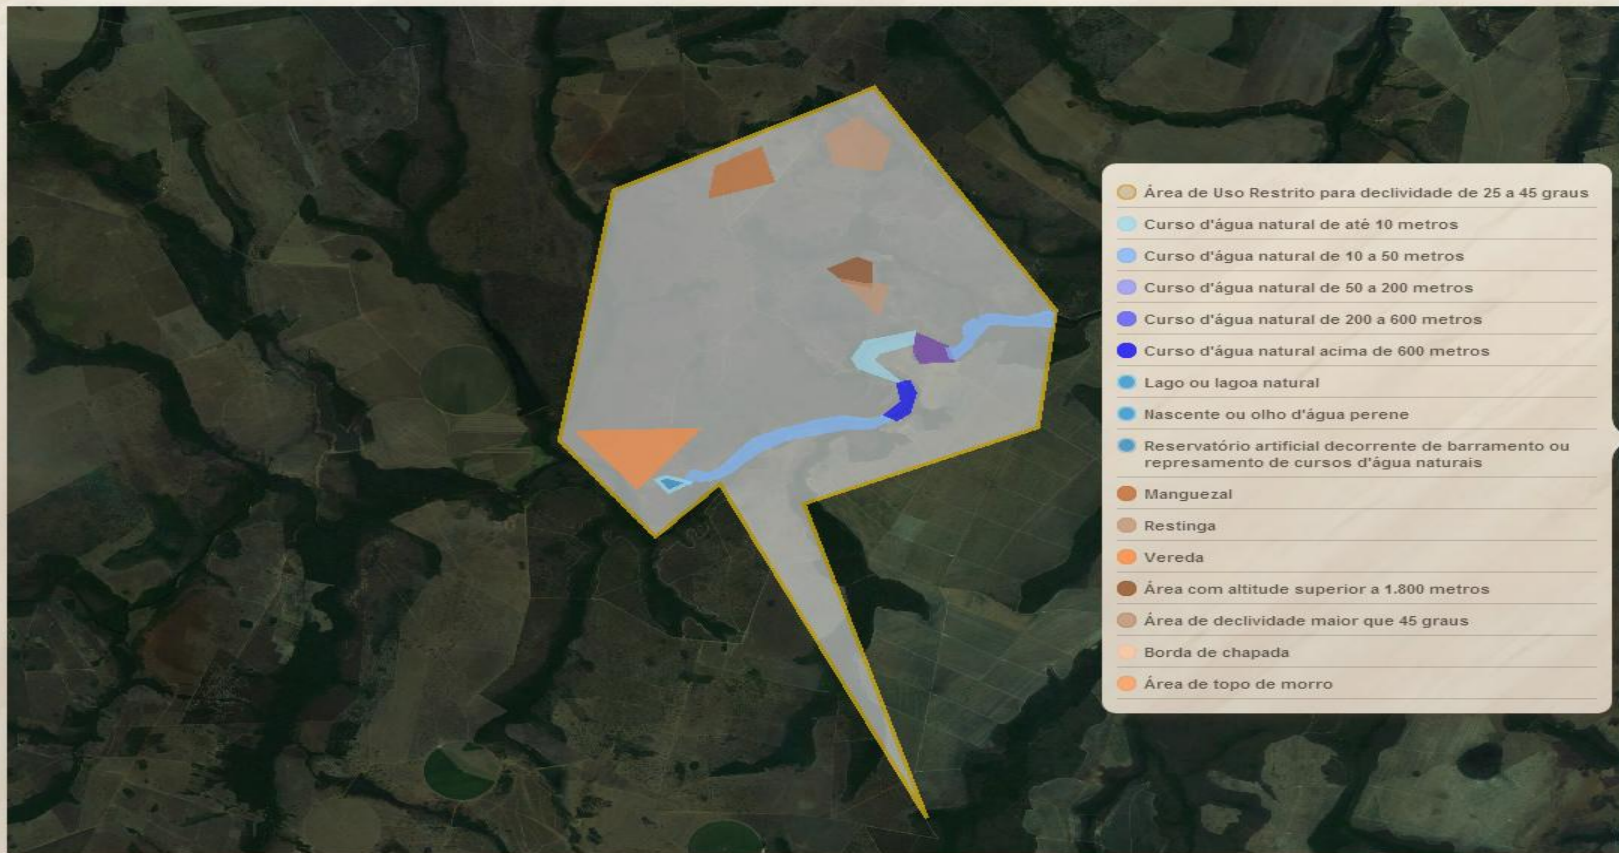 Área de Uso Restrito para declividade de 25 a 45 graus
Curso d'água natural de até 10 metros
Curso d'água natural de 10 a 50 metros
Curso d'água natural de 50 a 200 metros
Curso d'água natural de 200 a 600 metros
Curso d'água natural acima de 600 metros
Lago ou lagoa natural
Nascente ou olho d'água perene
Reservatório artificial decorrente de barramento ou
represamento de cursos d'água naturais
Manguezal
Restinga
Vereda
Área com altitude superior a 1.800 metros
Área de declividade maior que 45 graus
Borda de chapada
Área de topo de morro